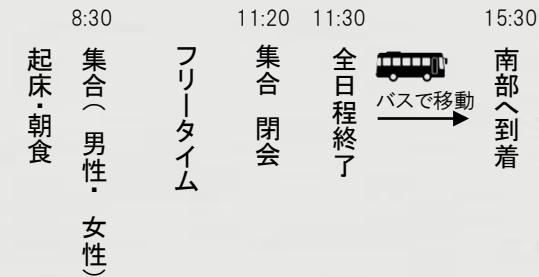 8:30
11:20
11:30
15:30
起床・朝食
集合（男性・女性）
フリータイム
集合 閉会
全日程終了
バスで移動
南部へ到着